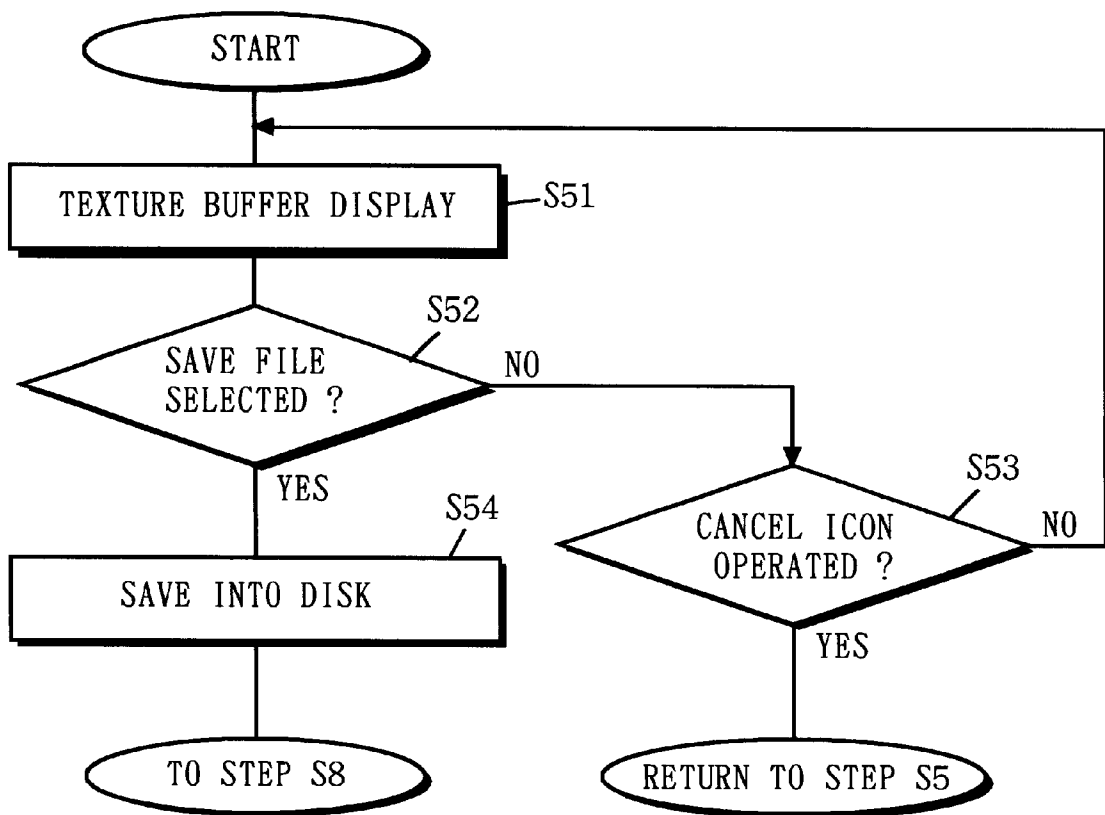 START
TEXTURE BUFFER DISPLAY
S51
S52
SAVE FILE
SELECTED ?
NO
YES
S53
CANCEL ICON
OPERATED ?
NO
YES
S54
SAVE INTO DISK
TO STEP S8
RETURN TO STEP S5